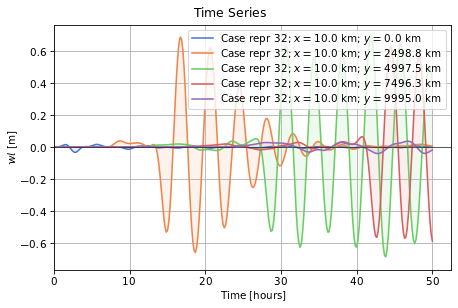 Time Series
Case repr 32; x = 10.0 km; y = 0.0 km
Case repr 32; x = 10.0 km; y = 2498.8 km
Case repr 32; x = 10.0 km; y = 4997.5 km
Case repr 32; x = 10.0 km; y = 7496.3 km
Case repr 32; x = 10.0 km; y = 9995.0 km
wl [m]
0.6
0.4
0.2
0.0
−0.2
−0.4
−0.6
0 10 20 30 40 50
Time [hours]